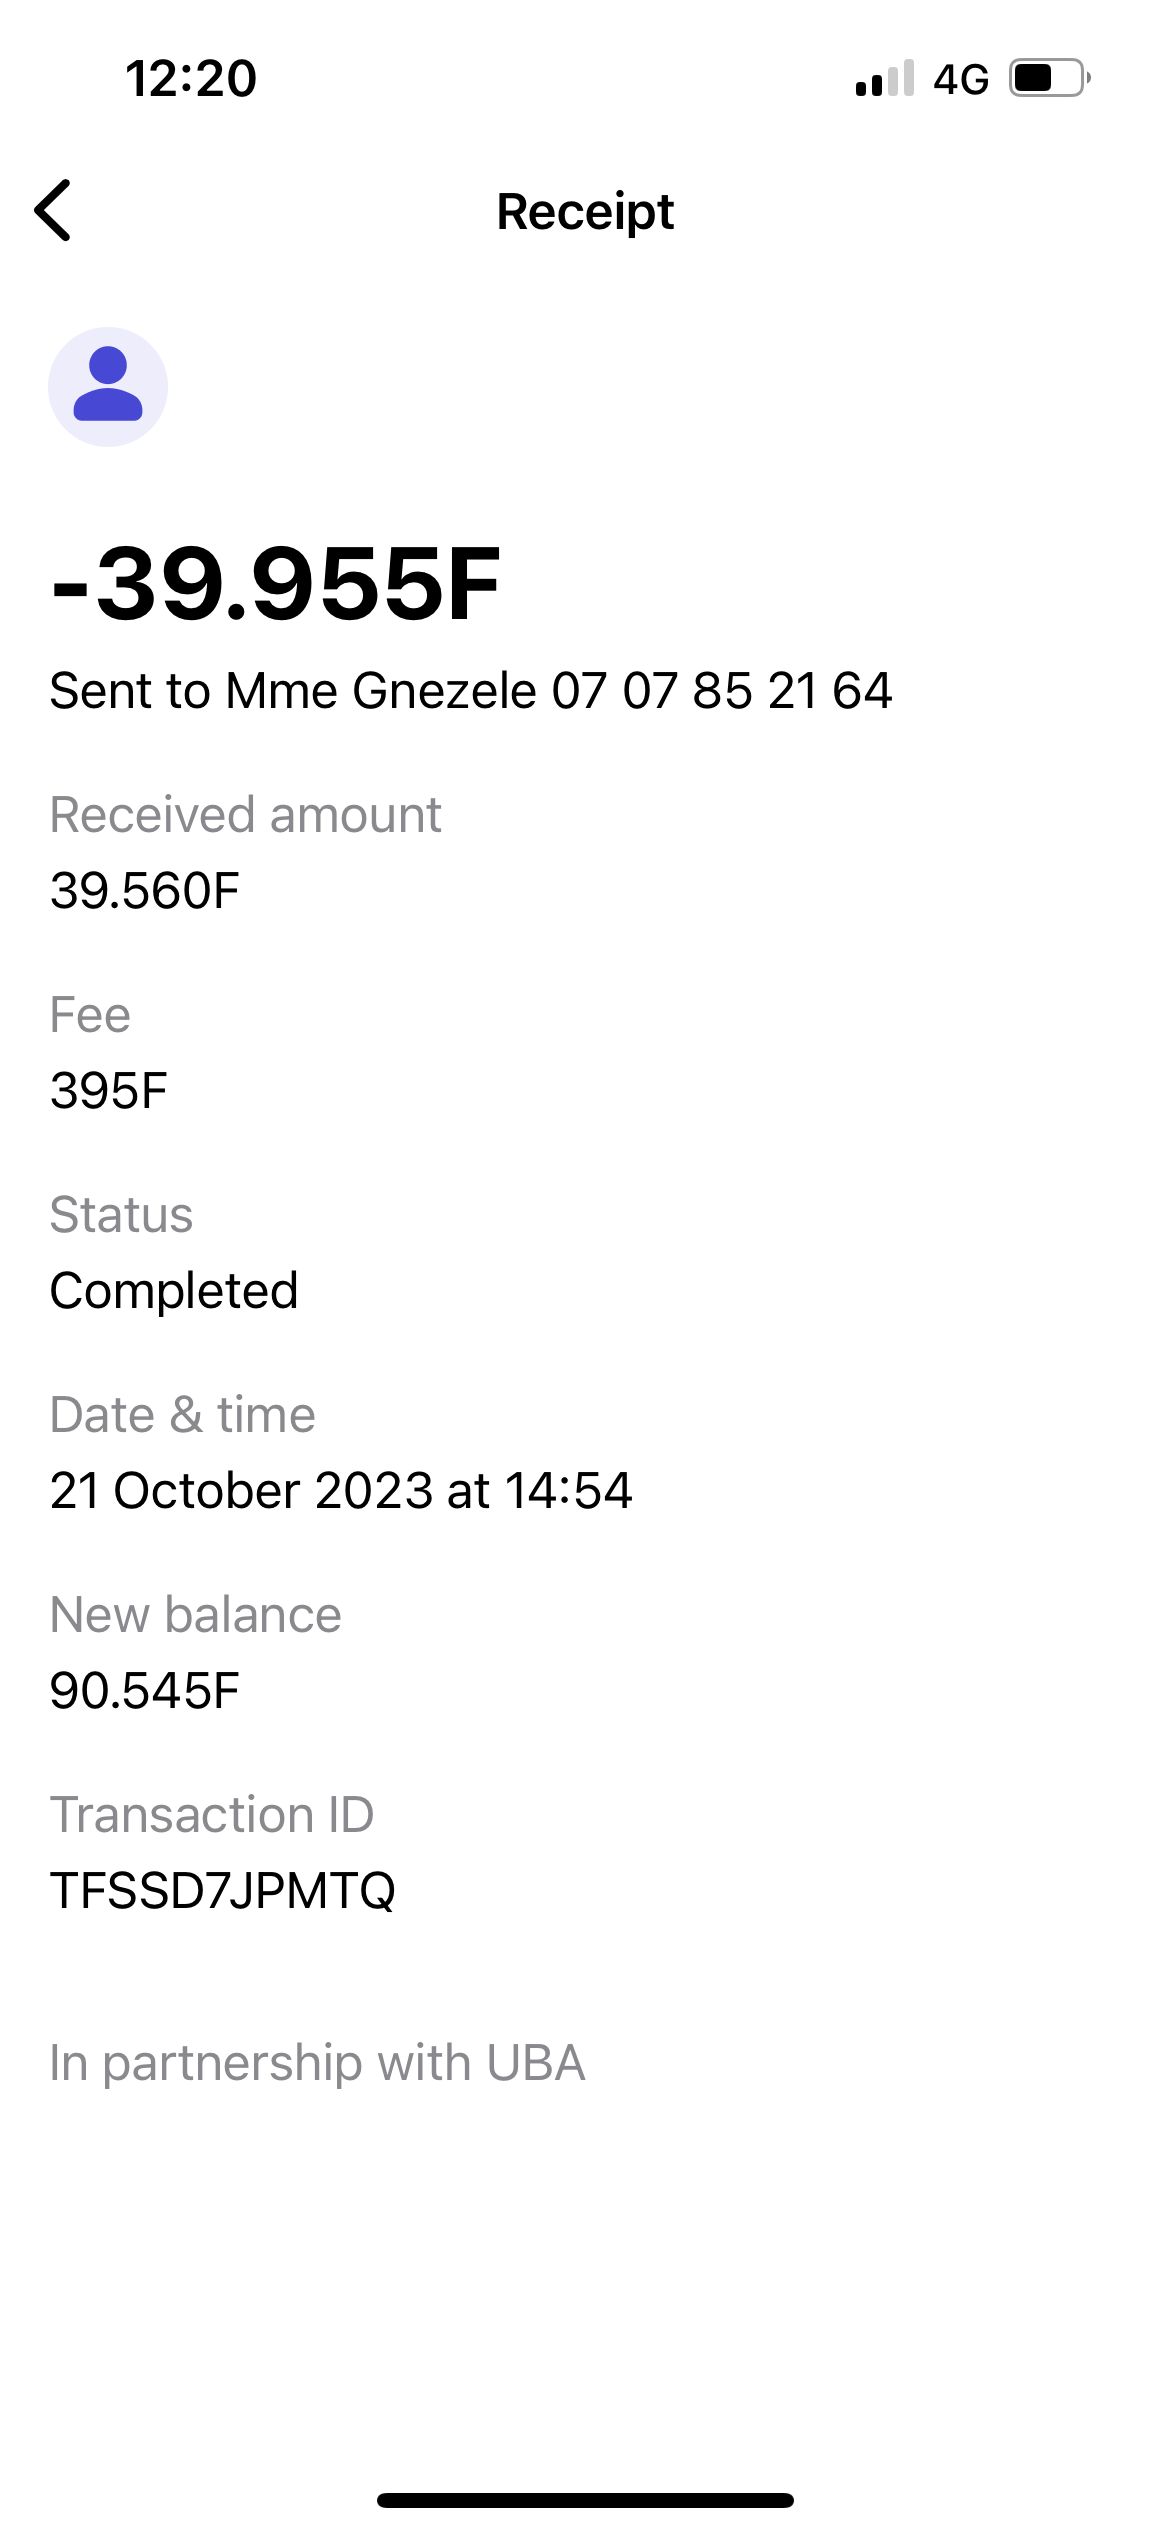 12:20
4G
Receipt
-39.955F
Sent to Mme Gnezele 07 07 85 21 64
Received amount
39.560F
Fee
395F
Status
Completed
Date & time
21 October 2023 at 14:54
New balance
90.545F
Transaction ID
TFSSD7JPMTQ
In partnership with UBA